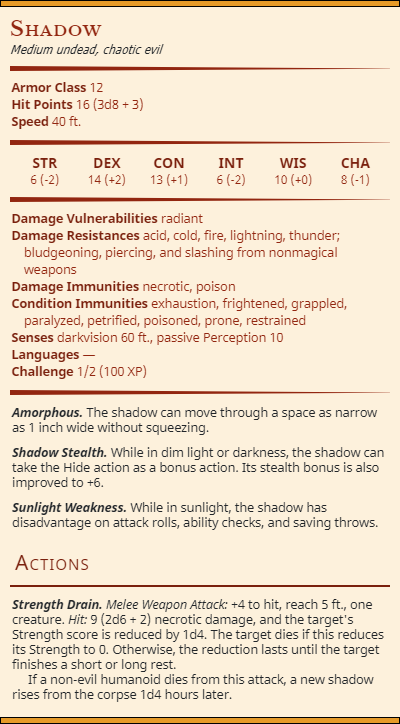 Shadow
Medium undead, chaotic evil
Armor Class 12
Hit Points 16 (3d8 + 3)
Speed 40 ft.
STR DEX CON INT WIS CHA
6 (-2) 14 (+2) 13 (+1) 6 (-2) 10 (+0) 8 (-1)
Damage Vulnerabilities radiant
Damage Resistances acid, cold, fire, lightning, thunder;
bludgeoning, piercing, and slashing from nonmagical
weapons
Damage Immunities necrotic, poison
Condition Immunities exhaustion, frightened, grappled,
paralyzed, petrified, poisoned, prone, restrained
Senses darkvision 60 ft., passive Perception 10
Languages —
Challenge 1/2 (100 XP)
Amorphous. The shadow can move through a space as narrow
as 1 inch wide without squeezing.
Shadow Stealth. While in dim light or darkness, the shadow can
take the Hide action as a bonus action. Its stealth bonus is also
improved to +6.
Sunlight Weakness. While in sunlight, the shadow has
disadvantage on attack rolls, ability checks, and saving throws.
Actions
Strength Drain. Melee Weapon Attack: +4 to hit, reach 5 ft., one
creature. Hit: 9 (2d6 + 2) necrotic damage, and the target's
Strength score is reduced by 1d4. The target dies if this reduces
its Strength to 0. Otherwise, the reduction lasts until the target
finishes a short or long rest.
If a non-evil humanoid dies from this attack, a new shadow
rises from the corpse 1d4 hours later.